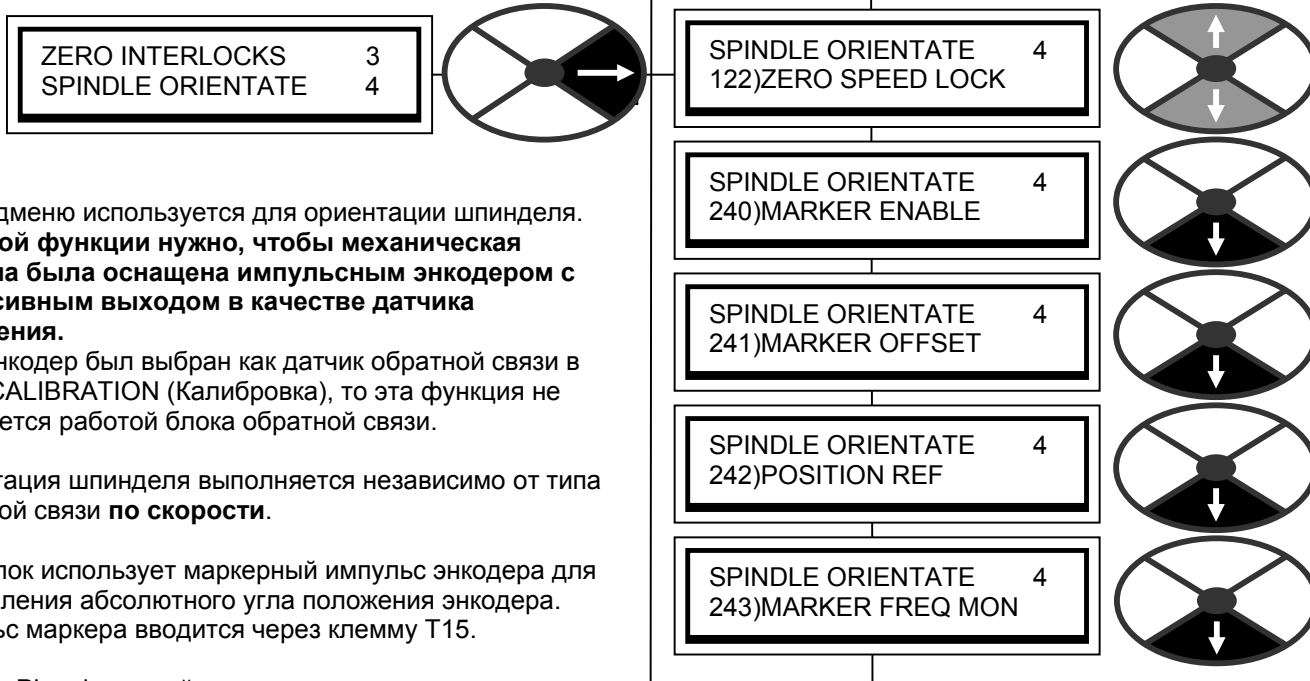 ZERO INTERLOCKS 3
SPINDLE ORIENTATE 4
дменю используется для ориентации шпинделя.
ой функции нужно, чтобы механическая
на была оснащена импульсным энкодером с
сивным выходом в качестве датчика
ения.
нкодер был выбран как датчик обратной связи в
CALIBRATION (Калибровка), то эта функция не
ется работой блока обратной связи.
тация шпинделя выполняется независимо от типа
ой связи по скорости.
лок использует маркерный импульс энкодера для
ления абсолютного угла положения энкодера.
ьс маркера вводится через клемму T15.
SPINDLE ORIENTATE 4
122)ZERO SPEED LOCK
SPINDLE ORIENTATE 4
240)MARKER ENABLE
SPINDLE ORIENTATE 4
241)MARKER OFFSET
SPINDLE ORIENTATE 4
242)POSITION REF
SPINDLE ORIENTATE 4
243)MARKER FREQ MON